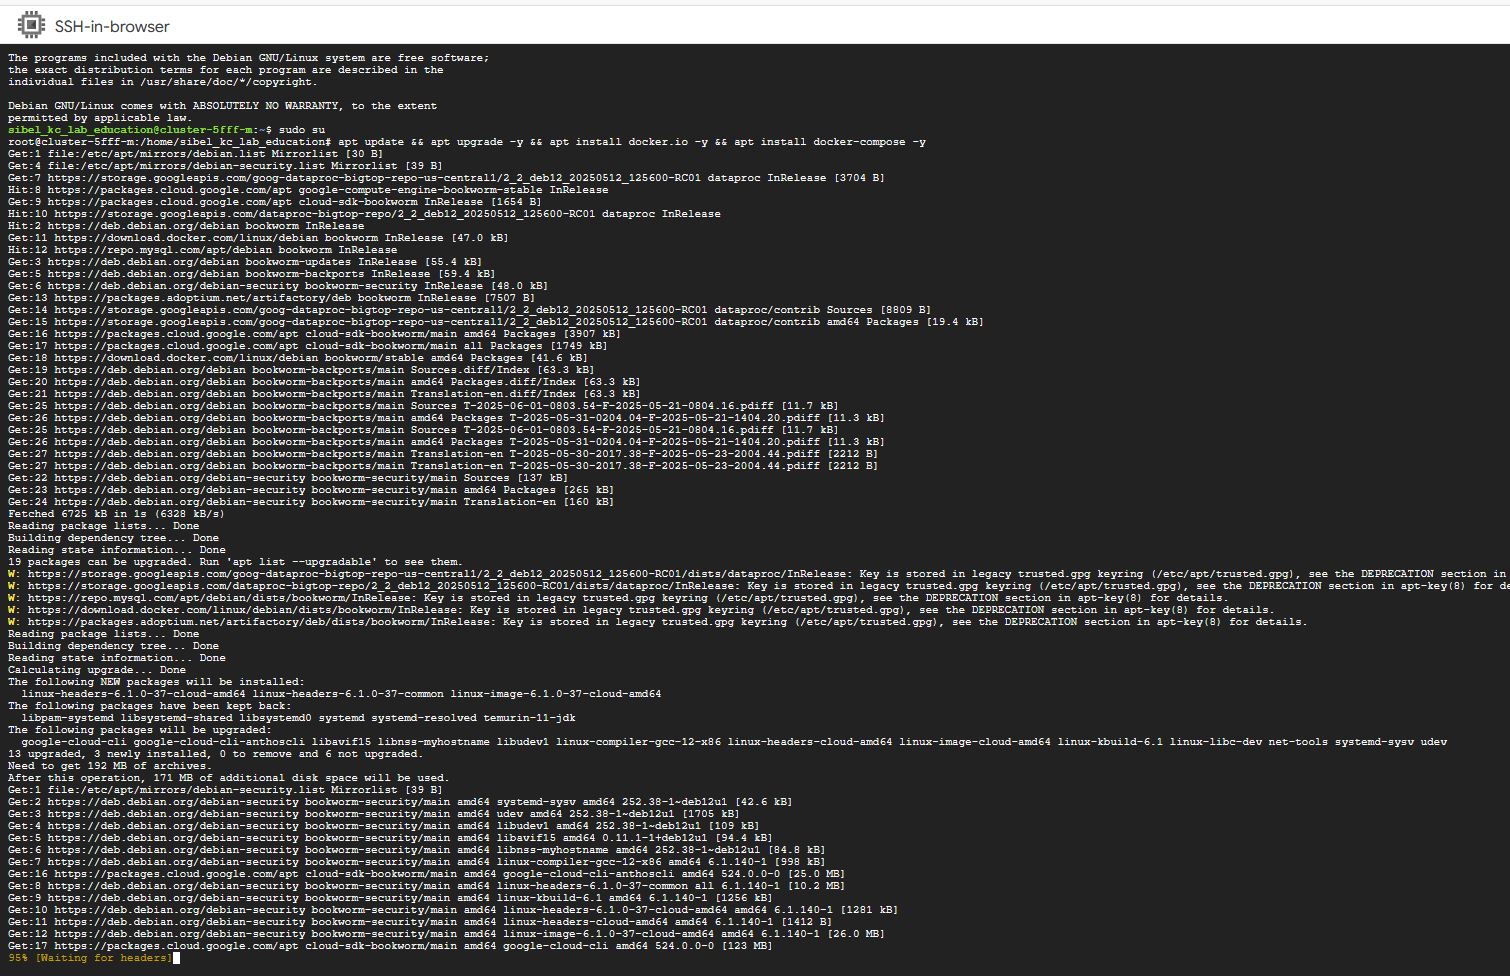 SSH-in-browser
The programs included with the Debian GNU/Linux system are free software;
the exact distribution terms for each program are described in the
individual files in /usr/share/doc/*/copyright.
Debian GNU/Linux comes with ABSOLUTELY NO WARRANTY, to the extent
permitted by applicable law.
sibel_kc_lab_education@cluster-5fff-m:~$ sudo su
root@cluster-5fff-m:/home/sibel_kc_lab_education# apt update && apt upgrade -y && apt install docker.io -y && apt install docker-compose -y
Get:1 file:/etc/apt/mirrors/debian.list Mirrorlist [30 B]
Get:4 file:/etc/apt/mirrors/debian-security.list Mirrorlist [39 B]
Get:7 https://storage.googleapis.com/goog-dataproc-bigtop-repo-us-central1/2_2_deb12_20250512_125600-RC01 dataproc InRelease [3704 B]
Hit:8 https://packages.cloud.google.com/apt google-compute-engine-bookworm-stable InRelease
Get:9 https://packages.cloud.google.com/apt cloud-sdk-bookworm InRelease [1654 B]
Hit:10 https://storage.googleapis.com/dataproc-bigtop-repo/2_2_deb12_20250512_125600-RC01 dataproc InRelease
Hit:2 https://deb.debian.org/debian bookworm InRelease
Get:11 https://download.docker.com/linux/debian bookworm InRelease [47.0 kB]
Hit:12 https://repo.mysql.com/apt/debian bookworm InRelease
Get:3 https://deb.debian.org/debian bookworm-updates InRelease [55.4 kB]
Get:5 https://deb.debian.org/debian bookworm-backports InRelease [59.4 kB]
Get:6 https://deb.debian.org/debian-security bookworm-security InRelease [48.0 kB]
Get:13 https://packages.adoptium.net/artifactory/deb bookworm InRelease [7507 B]
Get:14 https://storage.googleapis.com/goog-dataproc-bigtop-repo-us-central1/2_2_deb12_20250512_125600-RC01 dataproc/contrib Sources [8809 B]
Get:15 https://storage.googleapis.com/goog-dataproc-bigtop-repo-us-central1/2_2_deb12_20250512_125600-RC01 dataproc/contrib amd64 Packages [19.4 kB]
Get:16 https://packages.cloud.google.com/apt cloud-sdk-bookworm/main amd64 Packages [3907 kB]
Get:17 https://packages.cloud.google.com/apt cloud-sdk-bookworm/main all Packages [1749 kB]
Get:18 https://download.docker.com/linux/debian bookworm/stable amd64 Packages [41.6 kB]
Get:19 https://deb.debian.org/debian bookworm-backports/main Sources.diff/Index [63.3 kB]
Get:20 https://deb.debian.org/debian bookworm-backports/main amd64 Packages.diff/Index [63.3 kB]
Get:21 https://deb.debian.org/debian bookworm-backports/main Translation-en.diff/Index [63.3 kB]
Get:25 https://deb.debian.org/debian bookworm-backports/main Sources T-2025-06-01-0803.54-F-2025-05-21-0804.16.pdiff [11.7 kB]
Get:26 https://deb.debian.org/debian bookworm-backports/main amd64 Packages T-2025-05-31-0204.04-F-2025-05-21-1404.20.pdiff [11.3 kB]
Get:25 https://deb.debian.org/debian bookworm-backports/main Sources T-2025-06-01-0803.54-F-2025-05-21-0804.16.pdiff [11.7 kB]
Get:26 https://deb.debian.org/debian bookworm-backports/main amd64 Packages T-2025-05-31-0204.04-F-2025-05-21-1404.20.pdiff [11.3 kB]
Get:27 https://deb.debian.org/debian bookworm-backports/main Translation-en T-2025-05-30-2017.38-F-2025-05-23-2004.44.pdiff [2212 B]
Get:27 https://deb.debian.org/debian bookworm-backports/main Translation-en T-2025-05-30-2017.38-F-2025-05-23-2004.44.pdiff [2212 B]
Get:22 https://deb.debian.org/debian-security bookworm-security/main Sources [137 kB]
Get:23 https://deb.debian.org/debian-security bookworm-security/main amd64 Packages [265 kB]
Get:24 https://deb.debian.org/debian-security bookworm-security/main Translation-en [160 kB]
Fetched 6725 kB in 1s (6328 kB/s)
Reading package lists... Done
Building dependency tree... Done
Reading state information... Done
19 packages can be upgraded. Run 'apt list --upgradable' to see them.
W: https://storage.googleapis.com/goog-dataproc-bigtop-repo-us-central1/2_2_deb12_20250512_125600-RC01/dists/dataproc/InRelease: Key is stored in legacy trusted.gpg keyring (/etc/apt/trusted.gpg), see the DEPRECATION section in
W: https://storage.googleapis.com/dataproc-bigtop-repo/2_2_deb12_20250512_125600-RC01/dists/dataproc/InRelease: Key is stored in legacy trusted.gpg keyring (/etc/apt/trusted.gpg), see the DEPRECATION section in apt-key(8) for de
W: https://repo.mysql.com/apt/debian/dists/bookworm/InRelease: Key is stored in legacy trusted.gpg keyring (/etc/apt/trusted.gpg), see the DEPRECATION section in apt-key(8) for details.
W: https://download.docker.com/linux/debian/dists/bookworm/InRelease: Key is stored in legacy trusted.gpg keyring (/etc/apt/trusted.gpg), see the DEPRECATION section in apt-key(8) for details.
W: https://packages.adoptium.net/artifactory/deb/dists/bookworm/InRelease: Key is stored in legacy trusted.gpg keyring (/etc/apt/trusted.gpg), see the DEPRECATION section in apt-key(8) for details.
Reading package lists... Done
Building dependency tree... Done
Reading state information... Done
Calculating upgrade... Done
The following NEW packages will be installed:
linux-headers-6.1.0-37-cloud-amd64 linux-headers-6.1.0-37-common linux-image-6.1.0-37-cloud-amd64
The following packages have been kept back:
libpam-systemd libsystemd-shared libsystemd0 systemd systemd-resolved temurin-11-jdk
The following packages will be upgraded:
google-cloud-cli google-cloud-cli-anthoscli libavif15 libnss-myhostname libudev1 linux-compiler-gcc-12-x86 linux-headers-cloud-amd64 linux-image-cloud-amd64 linux-kbuild-6.1 linux-libc-dev net-tools systemd-sysv udev
13 upgraded, 3 newly installed, 0 to remove and 6 not upgraded.
Need to get 192 MB of archives.
After this operation, 171 MB of additional disk space will be used.
Get:1 file:/etc/apt/mirrors/debian-security.list Mirrorlist [39 B]
Get:2 https://deb.debian.org/debian-security bookworm-security/main amd64 systemd-sysv amd64 252.38-1~deb12u1 [42.6 kB]
Get:3 https://deb.debian.org/debian-security bookworm-security/main amd64 udev amd64 252.38-1~deb12u1 [1705 kB]
Get:4 https://deb.debian.org/debian-security bookworm-security/main amd64 libudev1 amd64 252.38-1~deb12u1 [109 kB]
Get:5 https://deb.debian.org/debian-security bookworm-security/main amd64 libavif15 amd64 0.11.1-1+deb12u1 [94.4 kB]
Get:6 https://deb.debian.org/debian-security bookworm-security/main amd64 libnss-myhostname amd64 252.38-1~deb12u1 [84.8 kB]
Get:7 https://deb.debian.org/debian-security bookworm-security/main amd64 linux-compiler-gcc-12-x86 amd64 6.1.140-1 [998 kB]
Get:16 https://packages.cloud.google.com/apt cloud-sdk-bookworm/main amd64 google-cloud-cli-anthoscli amd64 524.0.0-0 [25.0 MB]
Get:8 https://deb.debian.org/debian-security bookworm-security/main amd64 linux-headers-6.1.0-37-common all 6.1.140-1 [10.2 MB]
Get:9 https://deb.debian.org/debian-security bookworm-security/main amd64 linux-kbuild-6.1 amd64 6.1.140-1 [1256 kB]
Get:10 https://deb.debian.org/debian-security bookworm-security/main amd64 linux-headers-6.1.0-37-cloud-amd64 amd64 6.1.140-1 [1281 kB]
Get:11 https://deb.debian.org/debian-security bookworm-security/main amd64 linux-headers-cloud-amd64 amd64 6.1.140-1 [1412 B]
Get:12 https://deb.debian.org/debian-security bookworm-security/main amd64 linux-image-6.1.0-37-cloud-amd64 amd64 6.1.140-1 [26.0 MB]
Get:17 https://packages.cloud.google.com/apt cloud-sdk-bookworm/main amd64 google-cloud-cli amd64 524.0.0-0 [123 MB]
95% [Waiting for headers]